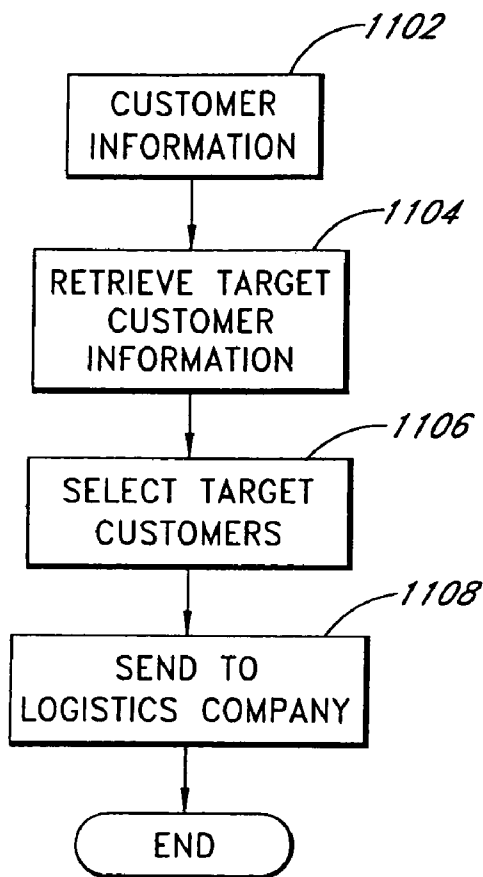 1102
CUSTOMER
INFORMATION
1104
RETRIEVE TARGET
CUSTOMER
INFORMATION
1106
SELECT TARGET
CUSTOMERS
1108
SEND TO
LOGISTICS COMPANY
END